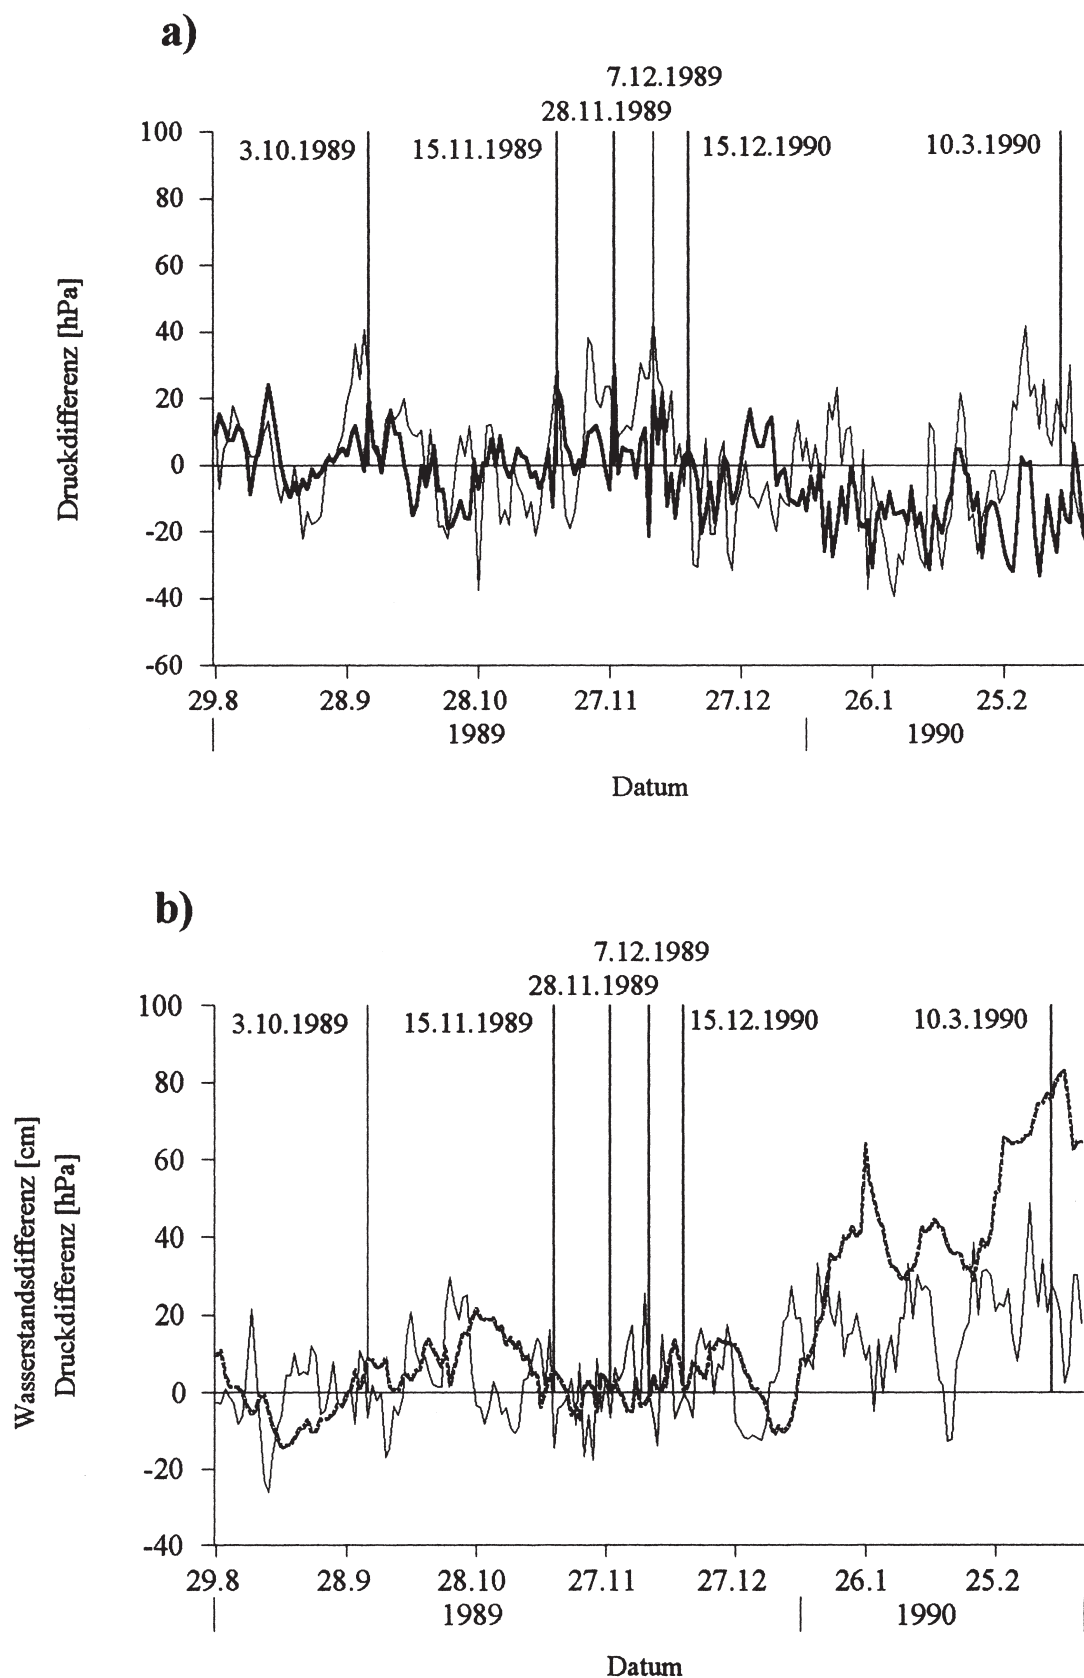 a)
7.12.1989
28.11.1989
3.10.1989 15.11.1989 15.12.1990 10.3.1990
100
80
60
40
20
0
-20
-40
-60
Druckdifferenz [hPa]
29.8 28.9 28.10 27.11 27.12 26.1 25.2
1989 1990
Datum
b)
7.12.1989
28.11.1989
3.10.1989 15.11.1989 15.12.1990 10.3.1990
100
80
60
40
20
0
-20
-40
Wasserstandsdifferenz [cm]
Druckdifferenz [hPa]
29.8 28.9 28.10 27.11 27.12 26.1 25.2
1989 1990
Datum